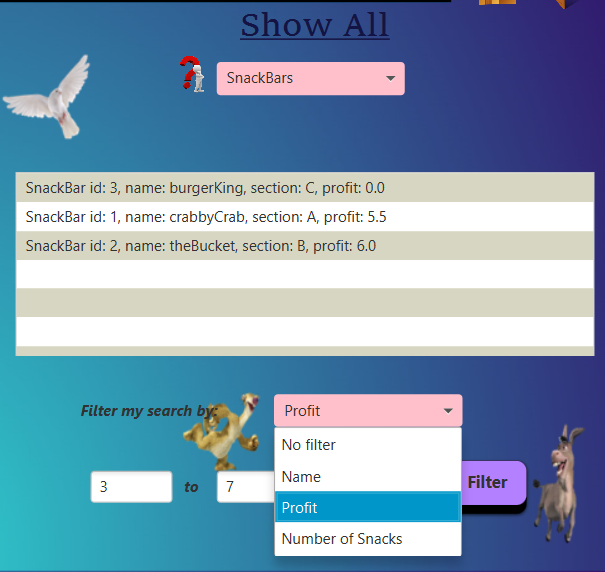 Show All
SnackBars
SnackBar id: 3, name: burgerKing, section: C, profit: 0.0
SnackBar id: 1, name: crabbyCrab, section: A, profit: 5.5
SnackBar id: 2, name: theBucket, section: B, profit: 6.0
Filter my search by: Profit
No filter
Name
Profit
Number of Snacks
3 to 7 Filter